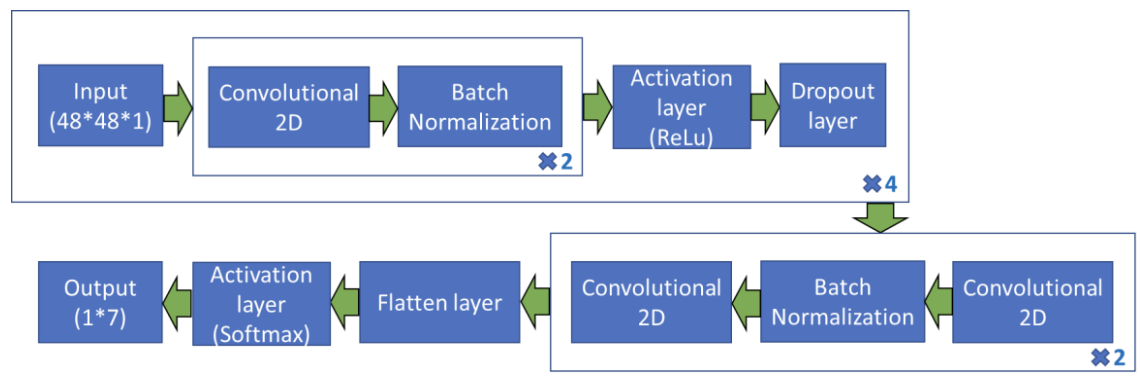 Input
(48*48*1)
Convolutional
2D
Batch
Normalization
✖2
Activation
layer
(ReLu)
Dropout
layer
✖4
Convolutional
2D
Batch
Normalization
Convolutional
2D
✖2
Flatten layer
Activation
layer
(Softmax)
Output
(1*7)